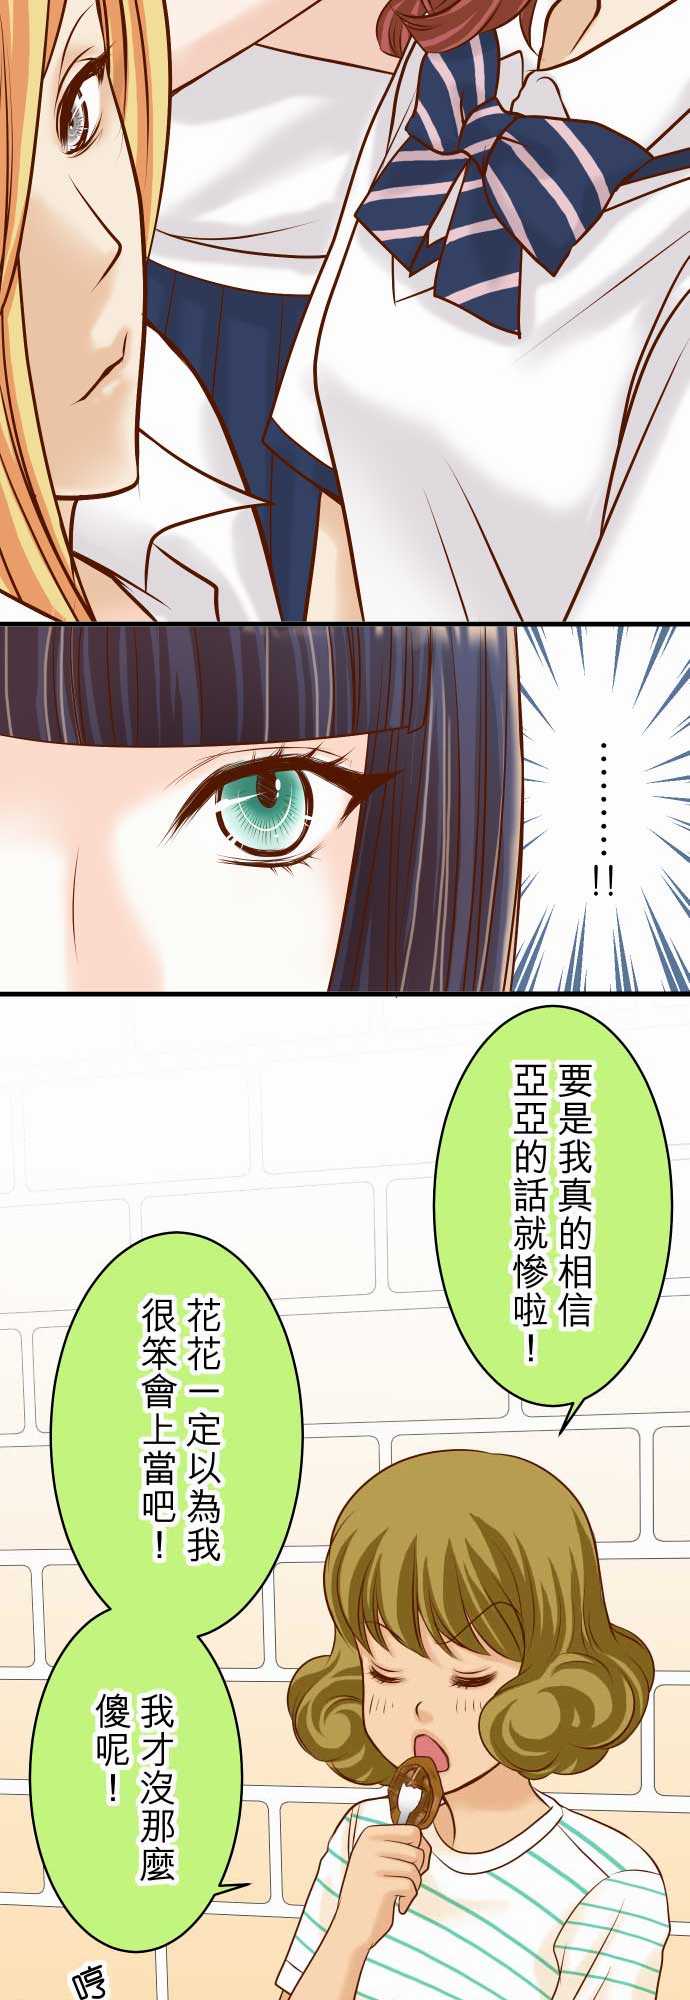 ………!!
要是我真的相信
亞亞的話就慘啦！
花花一定以為我
很笨會上當吧！
我才沒那麼
傻呢！
哼